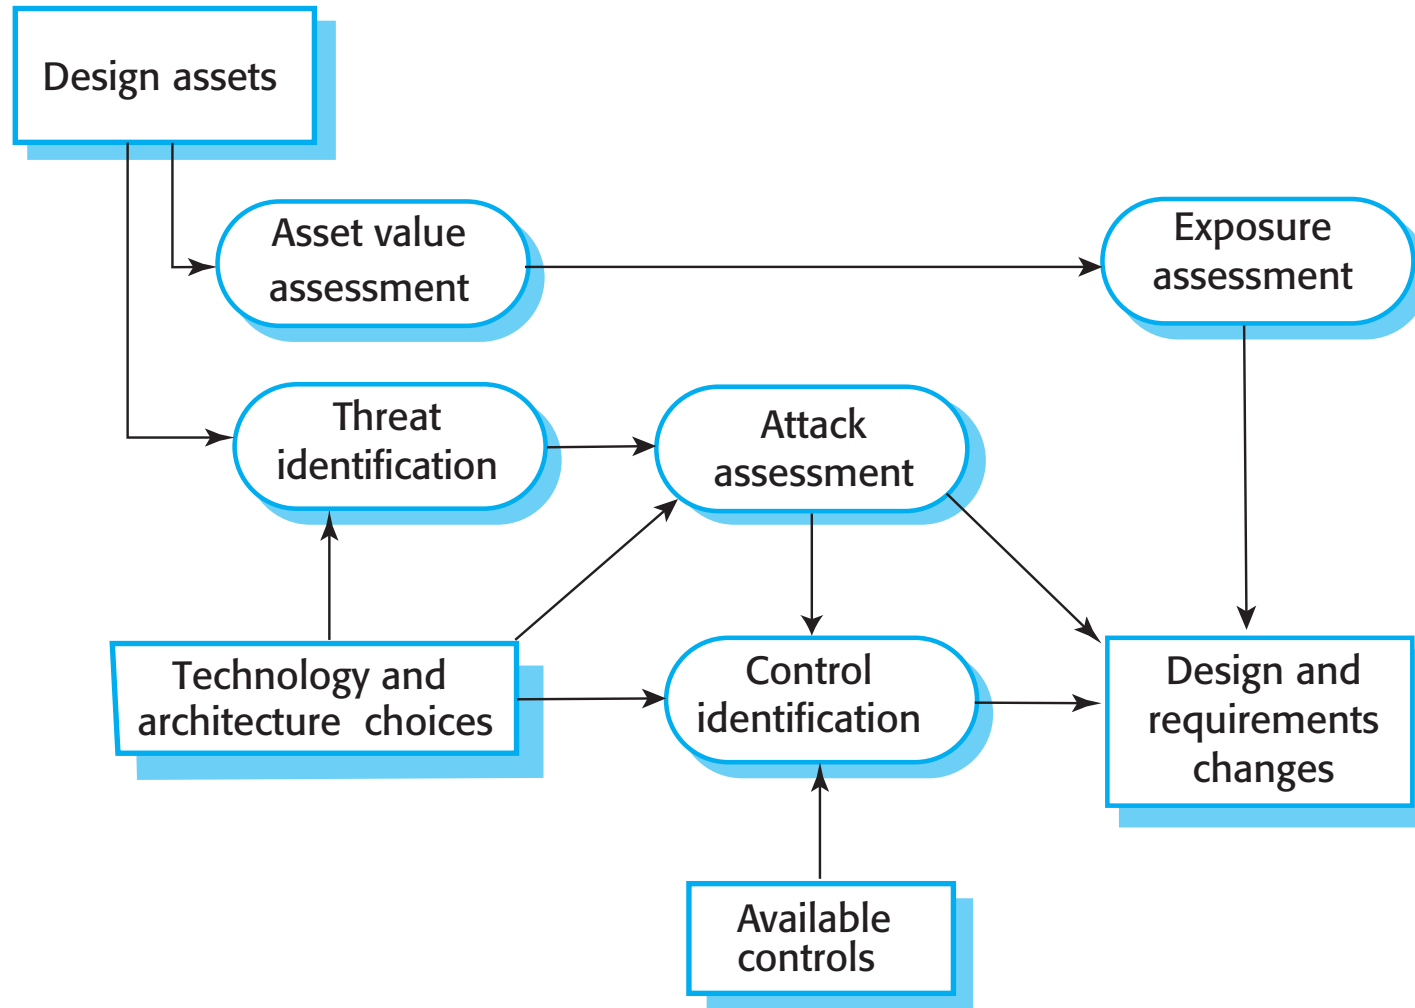 Design assets
Asset value
assessment
Exposure
assessment
Threat
identification
Attack
assessment
Technology and
architecture choices
Control
identification
Design and
requirements
changes
Available
controls